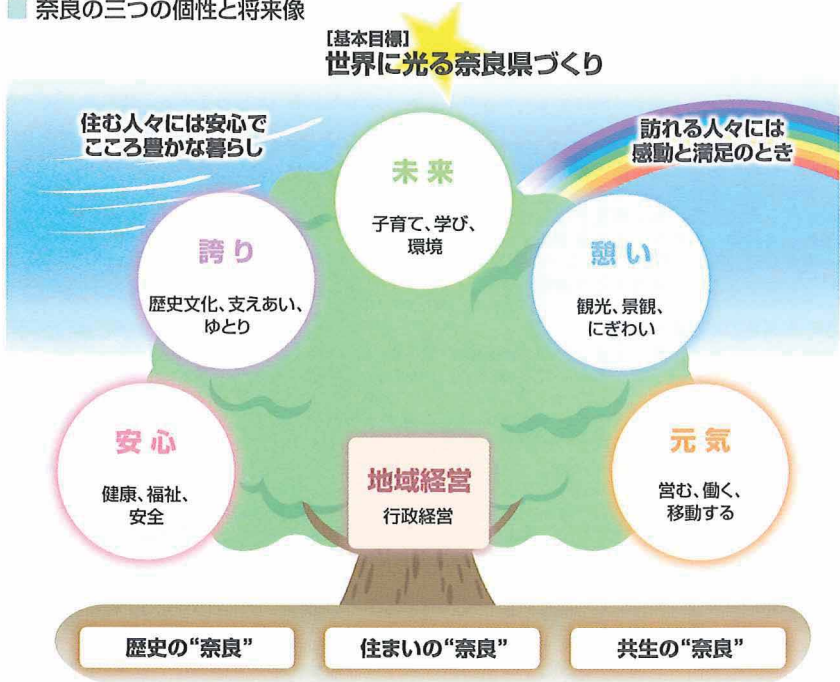 奈良の三つの個性と将来像
[基本目標]
世界に光る奈良県づくり
住む人々には安心で
こころ豊かな暮らし
訪れる人々には
感動と満足のとき
未来
子育て、学び、
環境
誇り
歴史文化、支えあい、
ゆとり
憩い
観光、景観、
にぎわい
安心
健康、福祉、
安全
地域経営
行政経営
元気
営む、働く、
移動する
歴史の“奈良”
住まいの“奈良”
共生の“奈良”